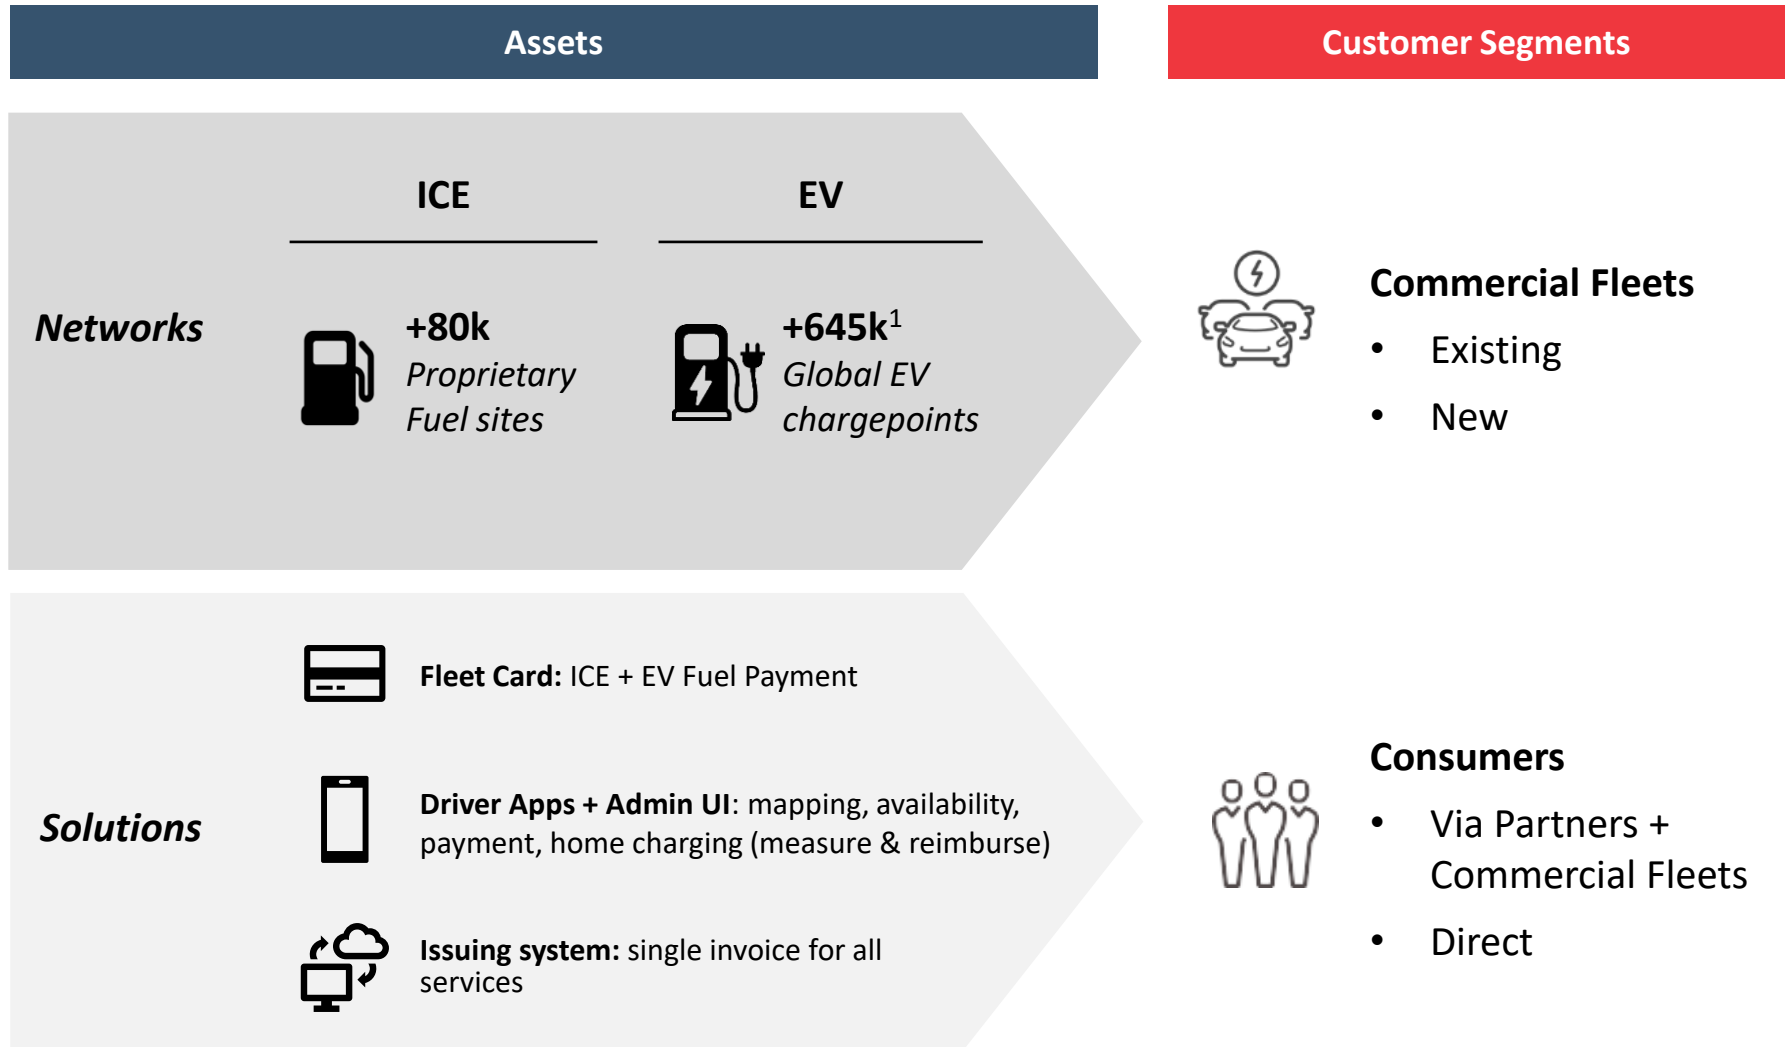 Assets
Customer Segments
ICE
EV
Networks
+80k
Proprietary
Fuel sites
+645k¹
Global EV
chargepoints
Commercial Fleets
• Existing
• New
Solutions
Fleet Card: ICE + EV Fuel Payment
Driver Apps + Admin UI: mapping, availability,
payment, home charging (measure & reimburse)
Issuing system: single invoice for all
services
Consumers
• Via Partners +
Commercial Fleets
• Direct